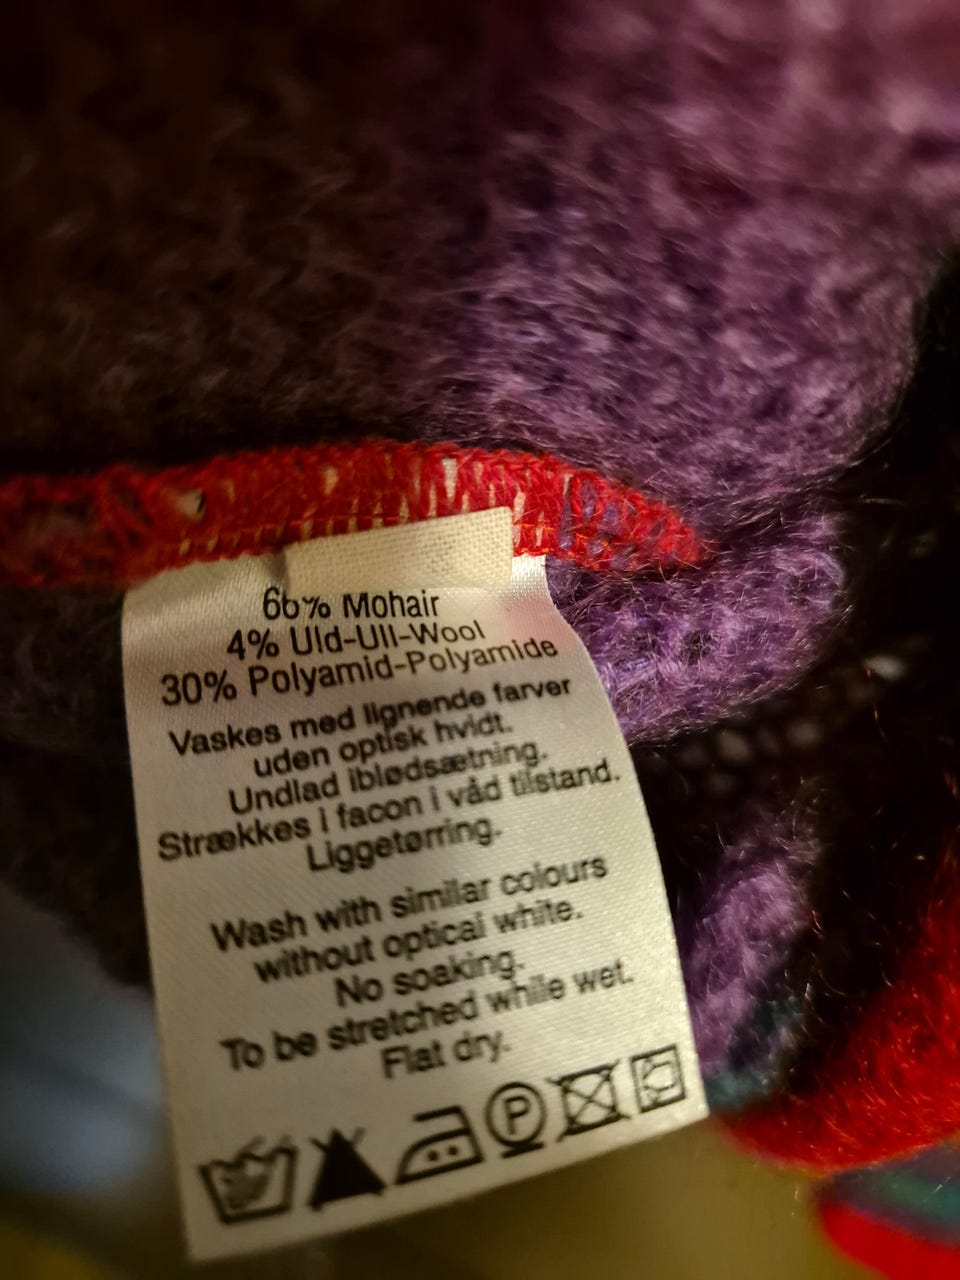 66% Mohair
4% Uld-Ull-Wool
30% Polyamid-Polyamide
Vaskes med lignende farver
uden optisk hvidt.
Undlad iblødsætning.
Strækkes i facon i våd tilstand.
Liggetørring.
Wash with similar colours
without optical white.
No soaking.
To be stretched while wet.
Flat dry.
P